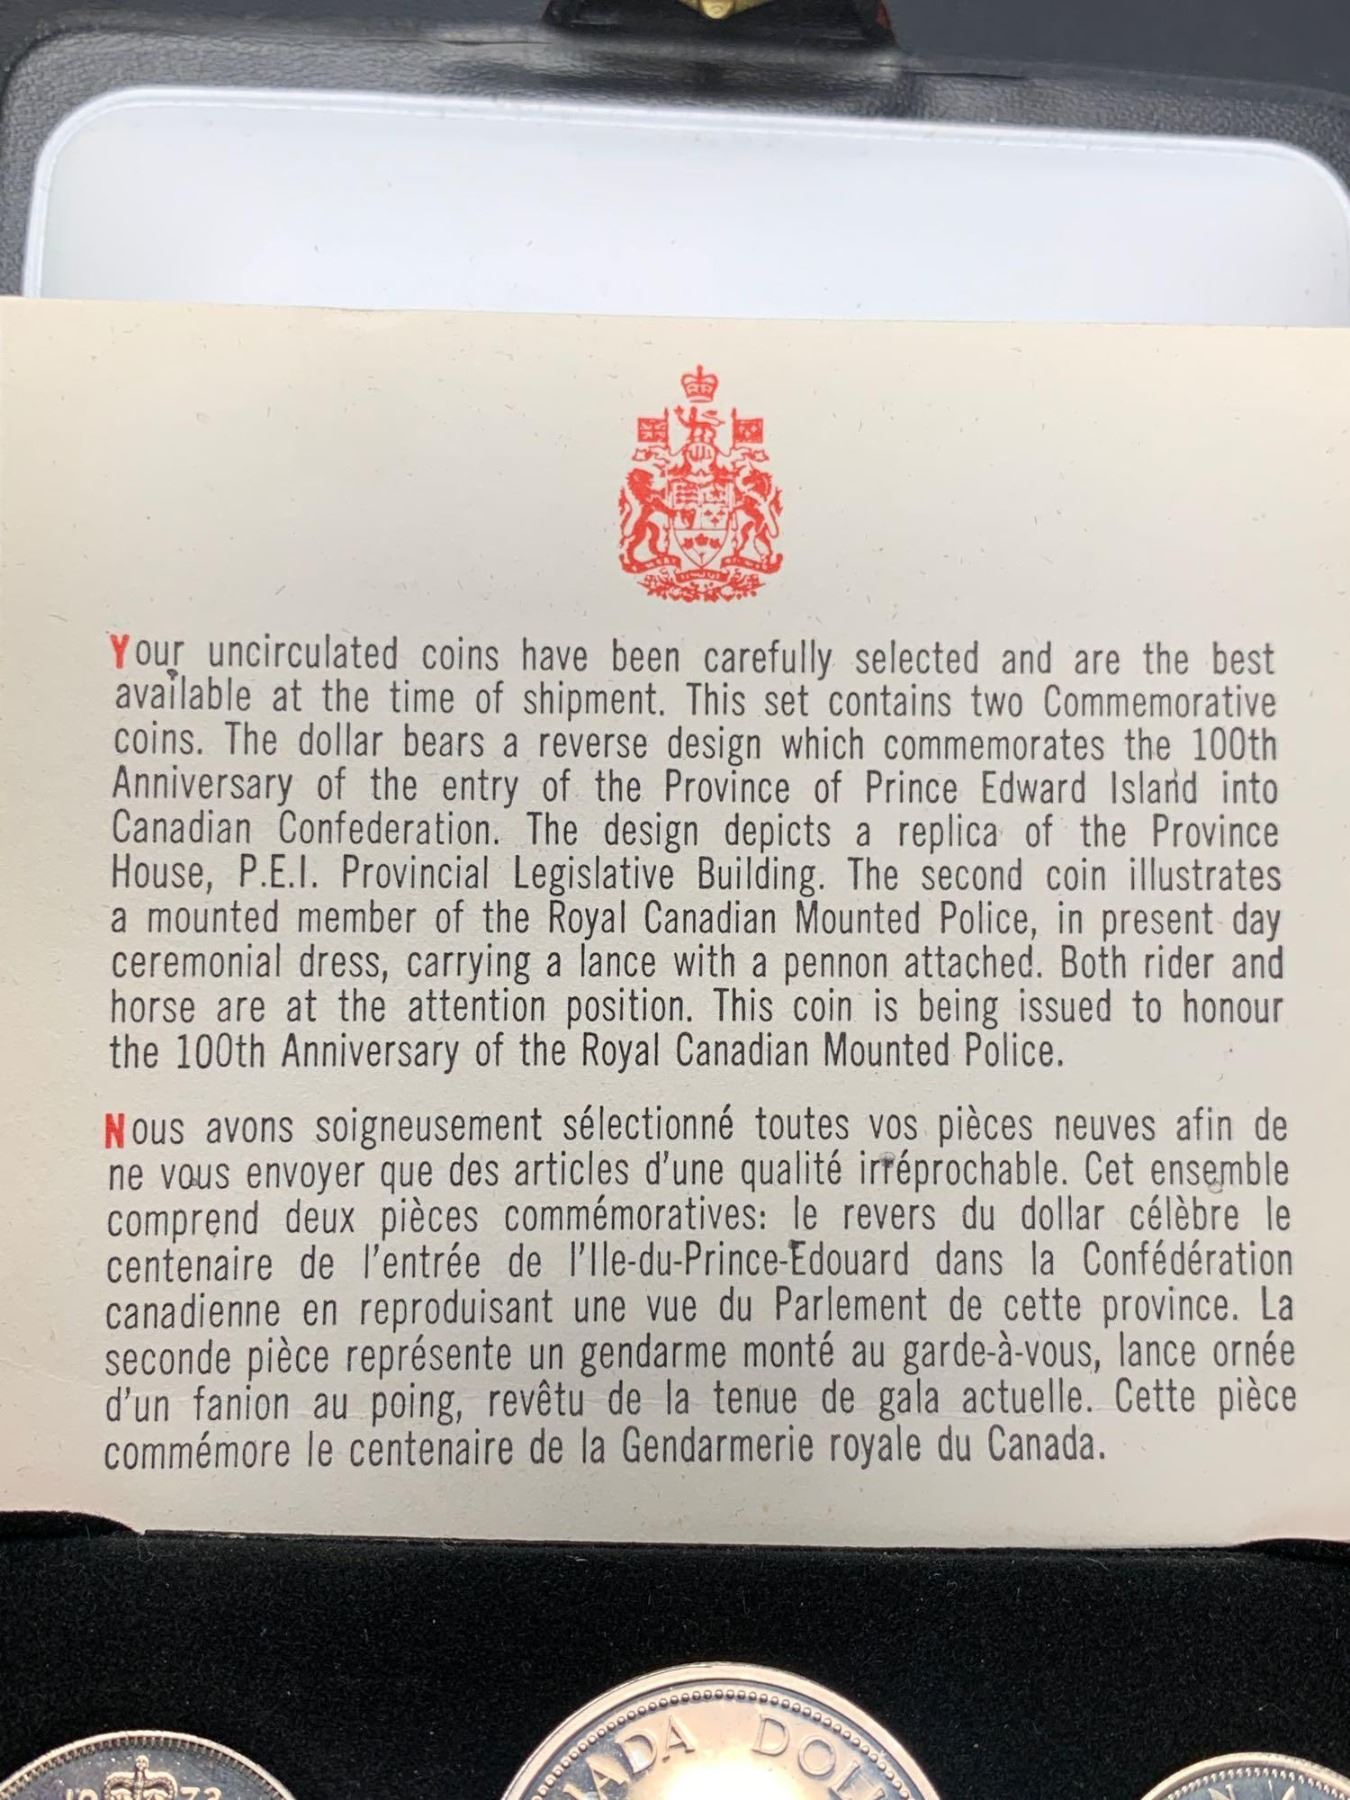 Your uncirculated coins have been carefully selected and are the best
available at the time of shipment. This set contains two Commemorative
coins. The dollar bears a reverse design which commemorates the 100th
Anniversary of the entry of the Province of Prince Edward Island into
Canadian Confederation. The design depicts a replica of the Province
House, P.E.I. Provincial Legislative Building. The second coin illustrates
a mounted member of the Royal Canadian Mounted Police, in present day
ceremonial dress, carrying a lance with a pennon attached. Both rider and
horse are at the attention position. This coin is being issued to honour
the 100th Anniversary of the Royal Canadian Mounted Police.
Nous avons soigneusement sélectionné toutes vos pièces neuves afin de
ne vous envoyer que des articles d'une qualité irréprochable. Cet ensemble
comprend deux pièces commémoratives: le revers du dollar célèbre le
centenaire de l'entrée de l'Ile-du-Prince-Edouard dans la Confédération
canadienne en reproduisant une vue du Parlement de cette province. La
seconde pièce représente un gendarme monté au garde-à-vous, lance ornée
d'un fanion au poing, revêtu de la tenue de gala actuelle. Cette pièce
commémore le centenaire de la Gendarmerie royale du Canada.
NADA DOLL